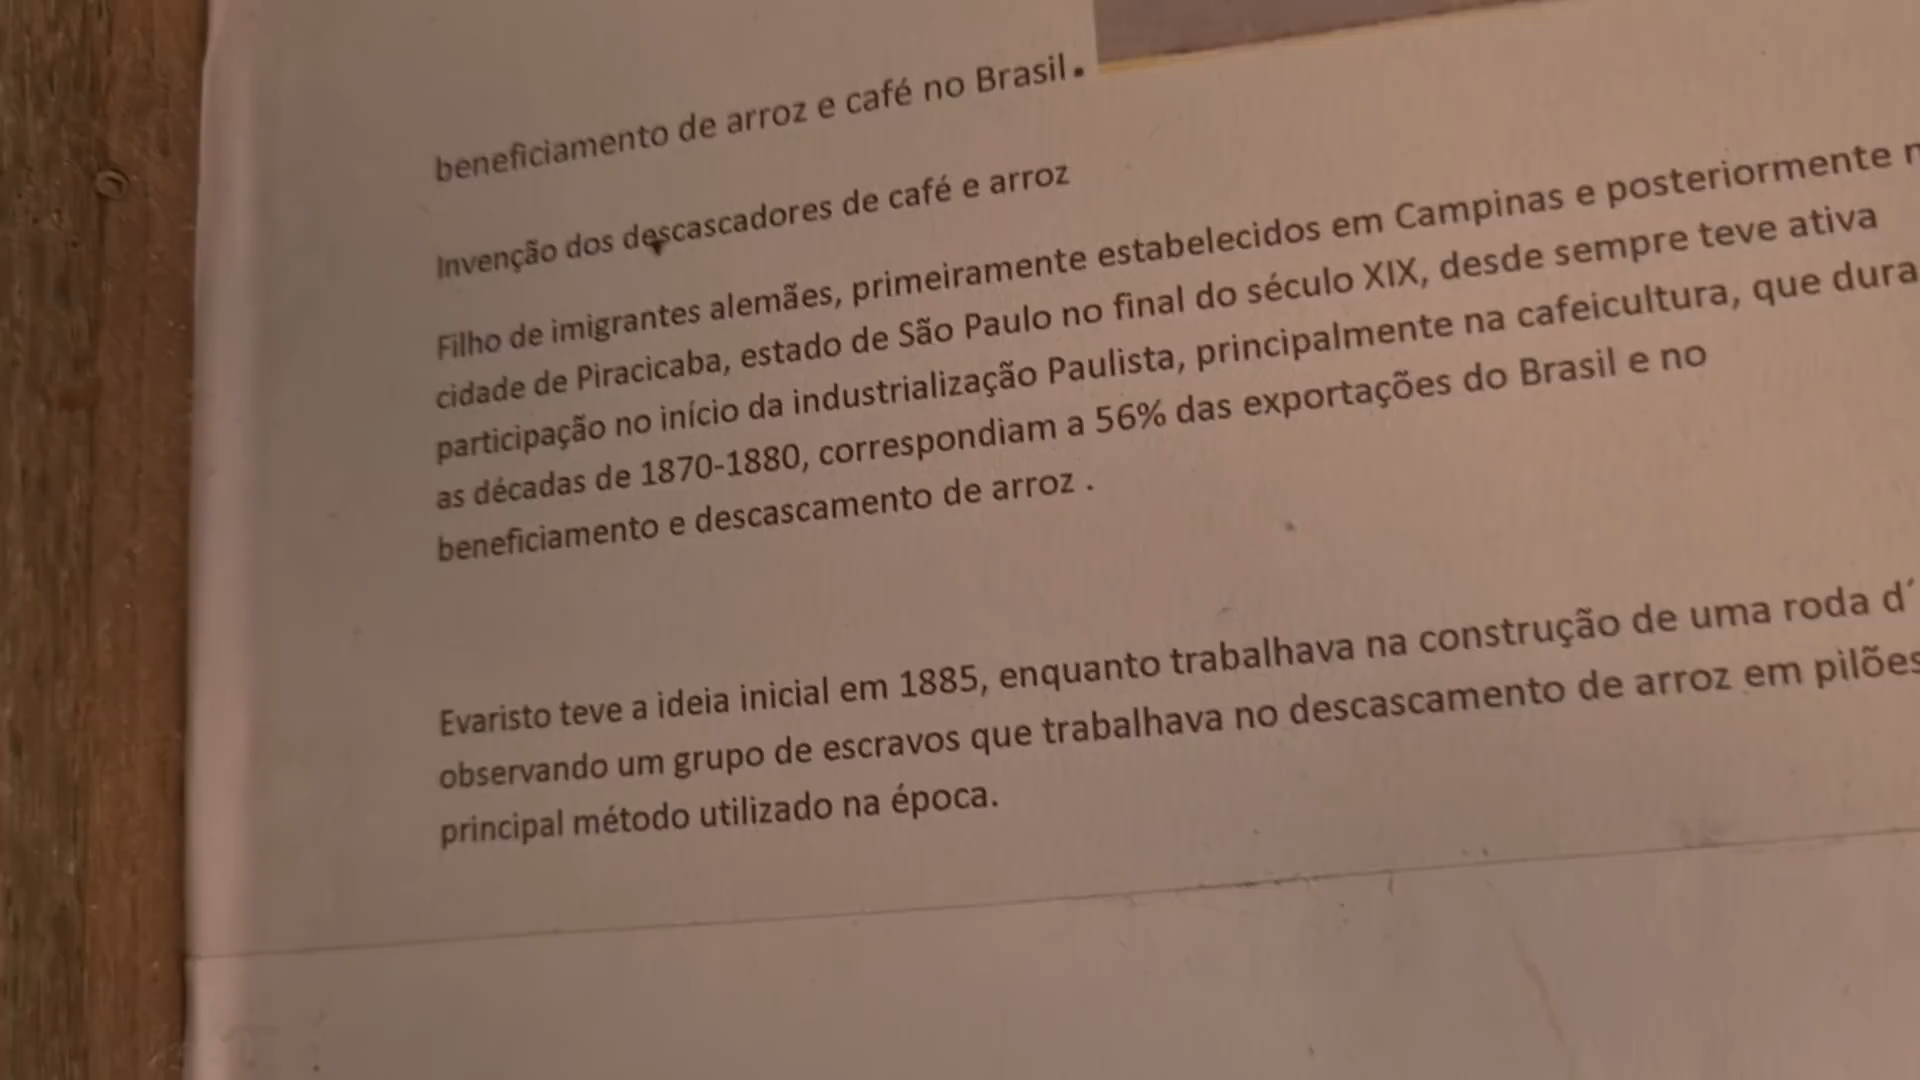 beneficiamento de arroz e café no Brasil.
Invenção dos descascadores de café e arroz
Filho de imigrantes alemães, primeiramente estabelecidos em Campinas e posteriormente
cidade de Piracicaba, estado de São Paulo no final do século XIX, desde sempre teve ativa
participação no início da industrialização Paulista, principalmente na cafeicultura, que dura
as décadas de 1870-1880, correspondiam a 56% das exportações do Brasil e no
beneficiamento e descascamento de arroz .
Evaristo teve a ideia inicial em 1885, enquanto trabalhava na construção de uma roda d´
observando um grupo de escravos que trabalhava no descascamento de arroz em pilões
principal método utilizado na época.